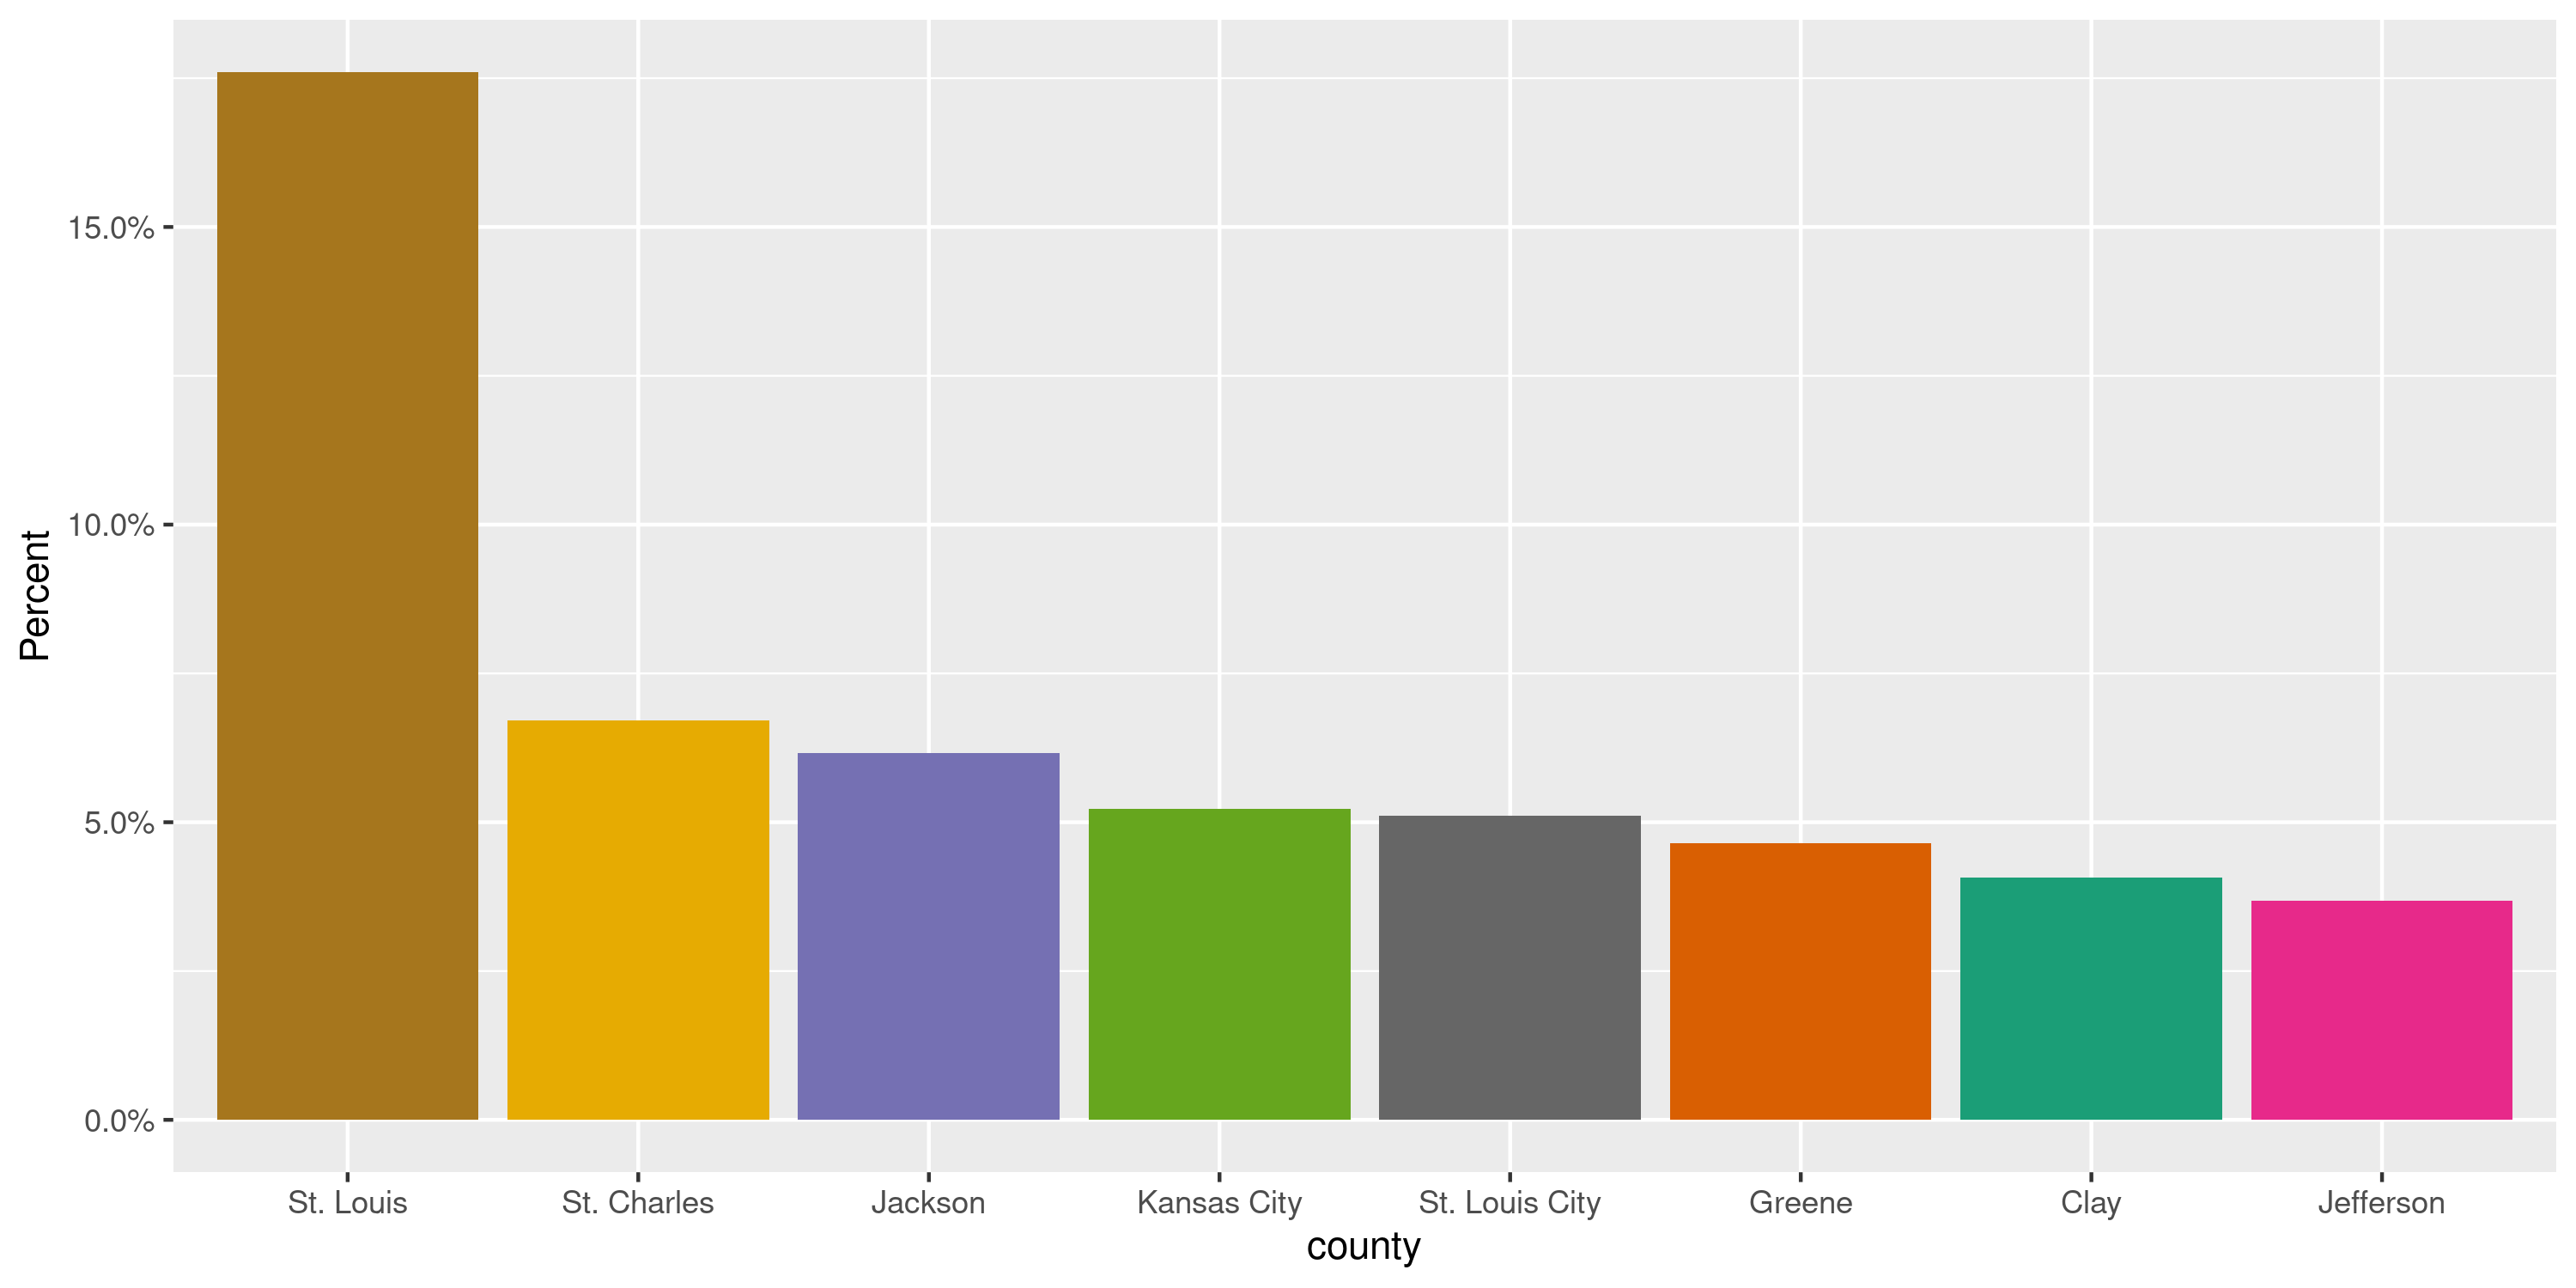 Percent
15.0%
10.0%
5.0%
0.0%
St. Louis St. Charles Jackson Kansas City St. Louis City Greene Clay Jefferson
county